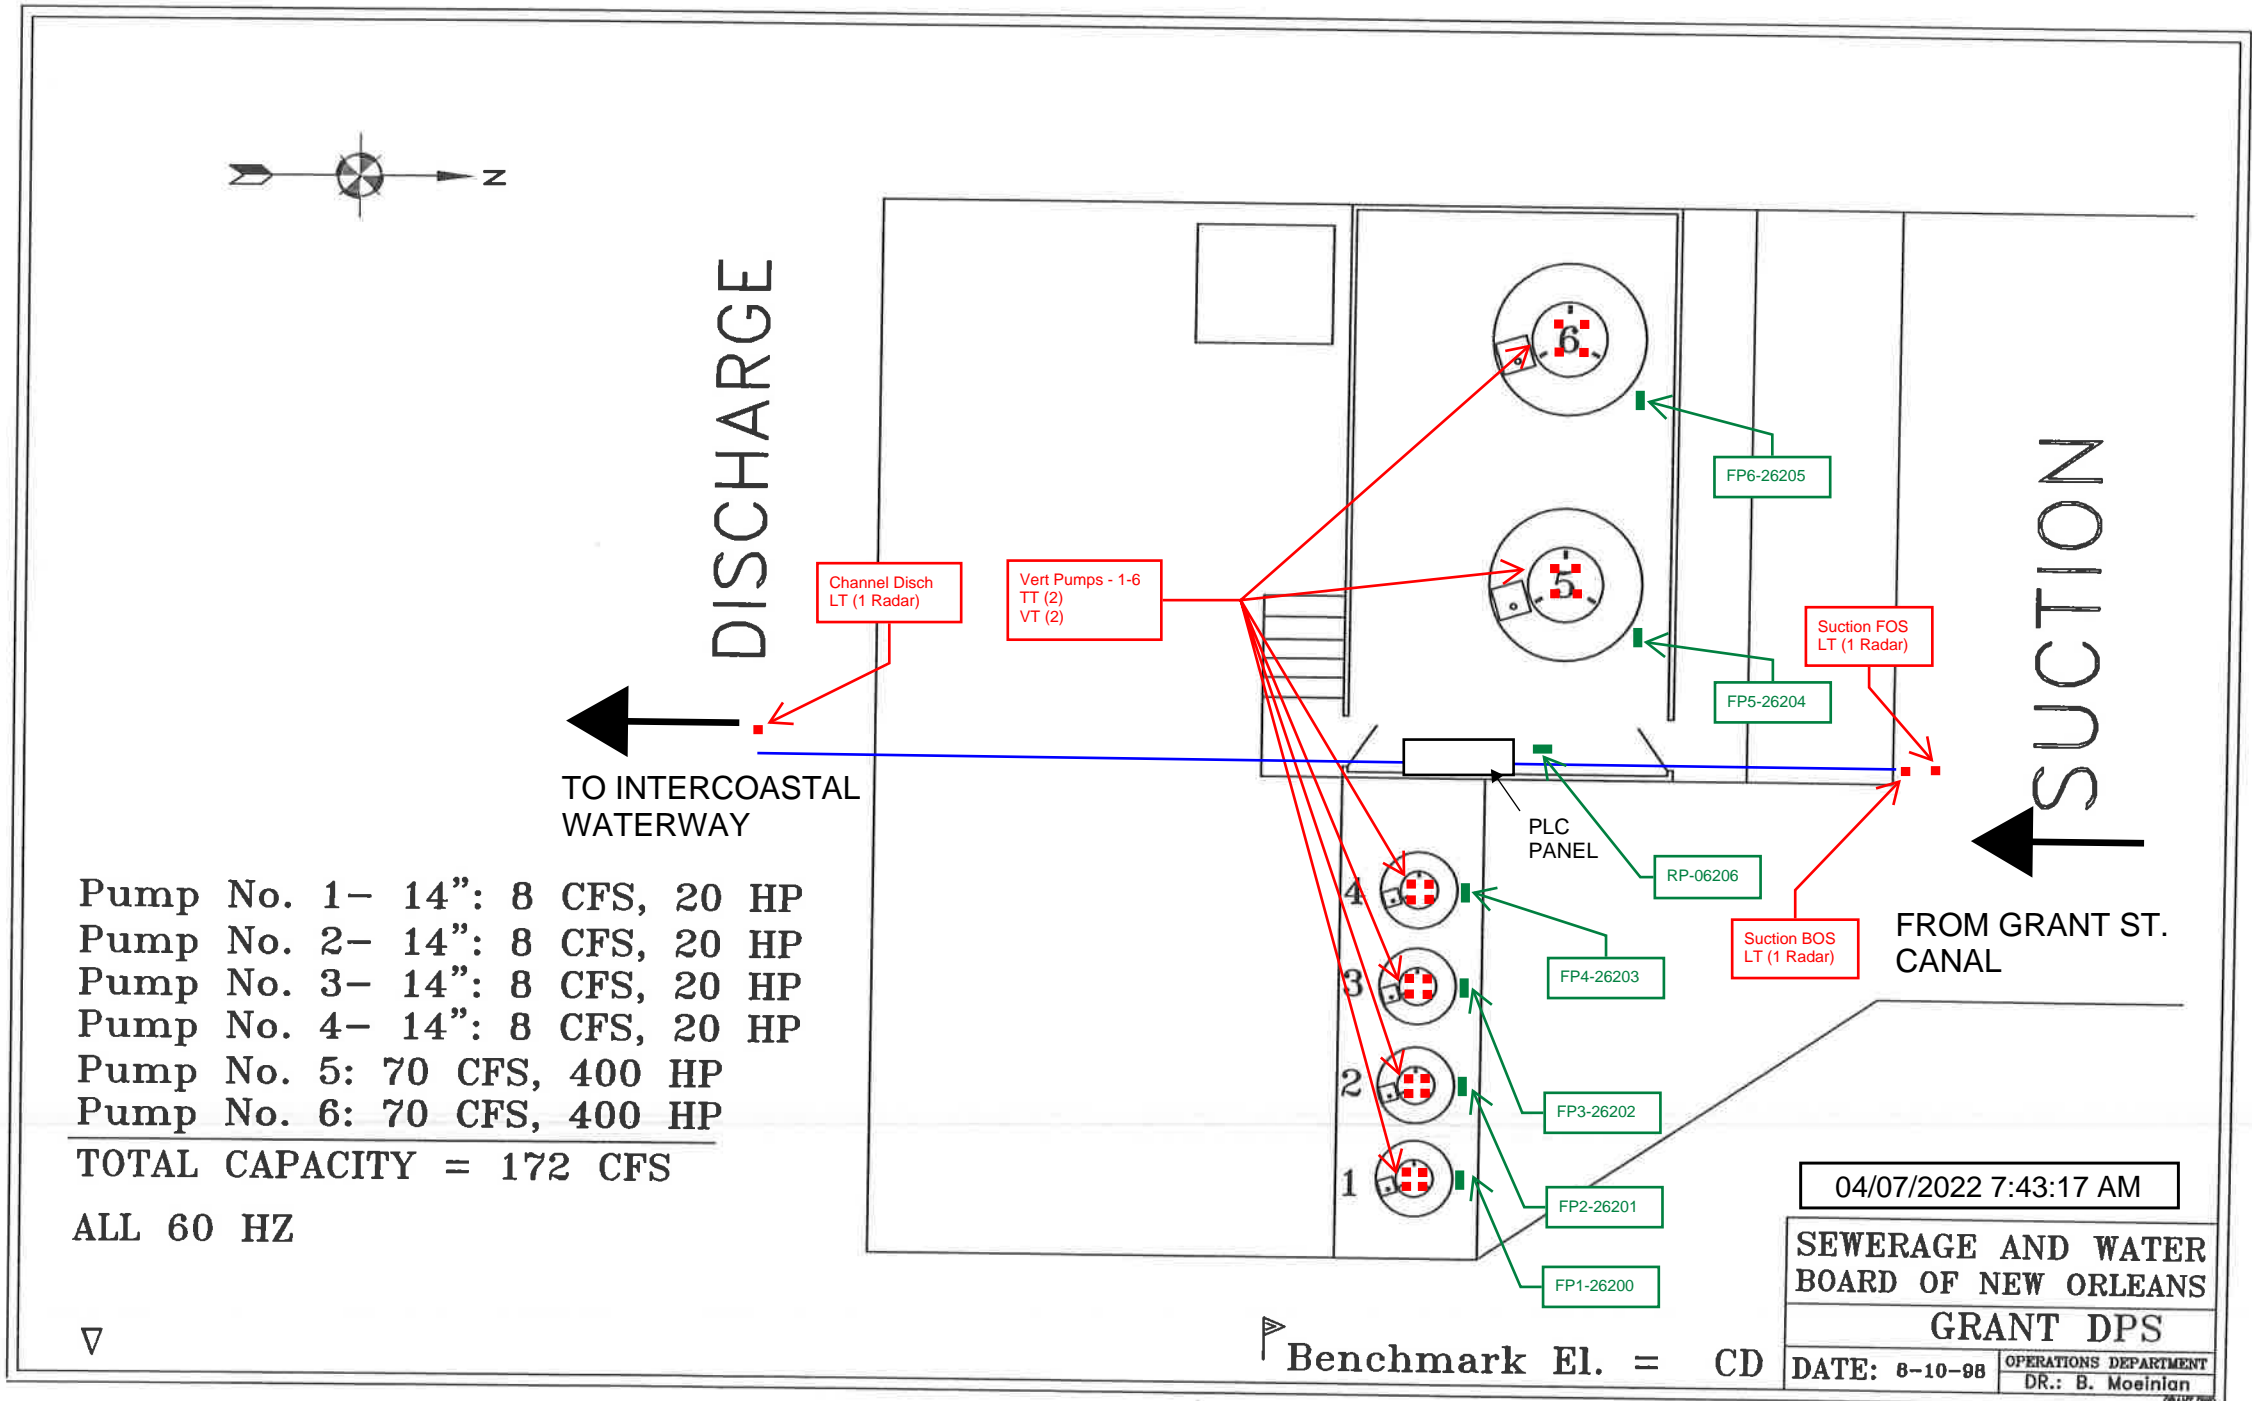 N
DISCHARGE
SUCTION
6
5
4
3
2
1
FP6-26205
FP5-26204
Channel Disch
LT (1 Radar)
Vert Pumps - 1-6
TT (2)
VT (2)
Suction FOS
LT (1 Radar)
TO INTERCOASTAL
WATERWAY
PLC
PANEL
RP-06206
Suction BOS
LT (1 Radar)
FROM GRANT ST.
CANAL
FP4-26203
FP3-26202
FP2-26201
FP1-26200
Pump No. 1- 14": 8 CFS, 20 HP
Pump No. 2- 14": 8 CFS, 20 HP
Pump No. 3- 14": 8 CFS, 20 HP
Pump No. 4- 14": 8 CFS, 20 HP
Pump No. 5: 70 CFS, 400 HP
Pump No. 6: 70 CFS, 400 HP
TOTAL CAPACITY = 172 CFS
ALL 60 HZ
04/07/2022 7:43:17 AM
SEWERAGE AND WATER
BOARD OF NEW ORLEANS
GRANT DPS
DATE: 8-10-98
OPERATIONS DEPARTMENT
DR.: B. Moeinian
Benchmark El. = CD